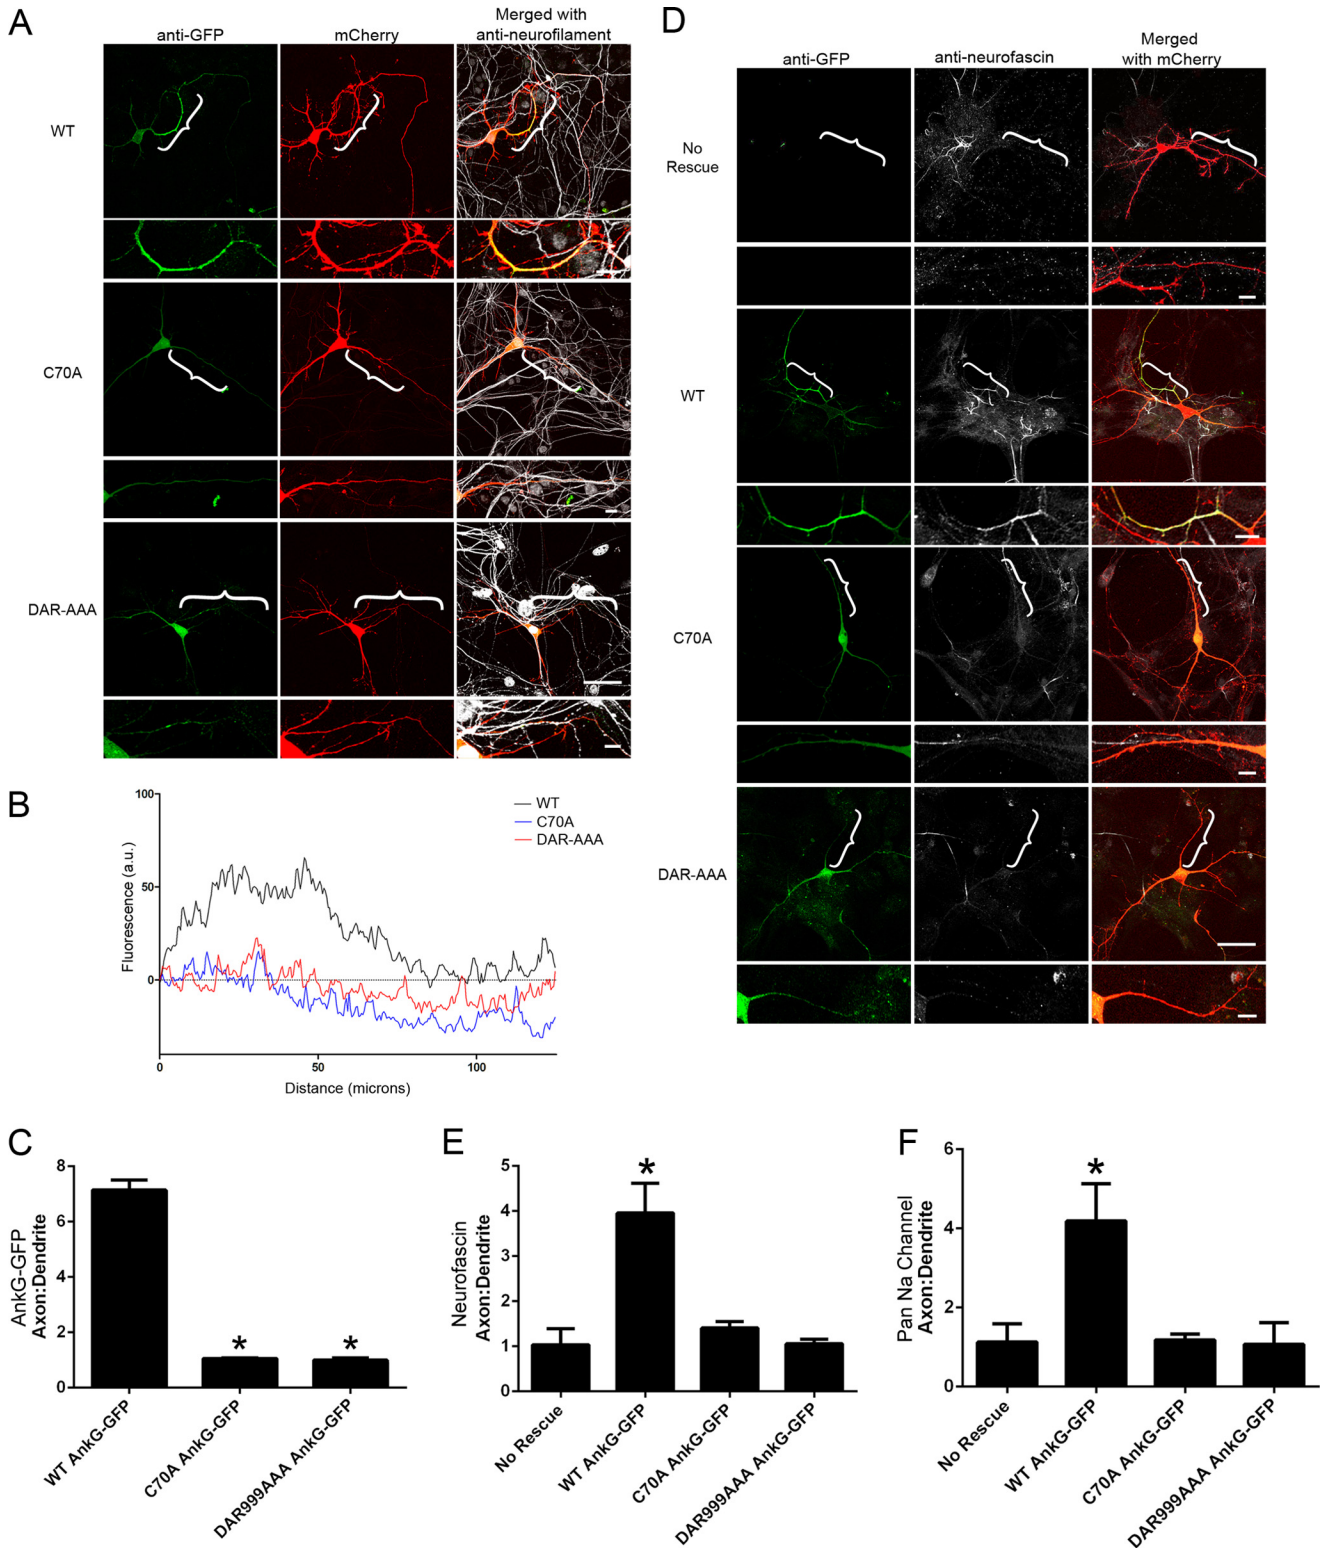 A
anti-GFP
mCherry
Merged with
anti-neurofilament
WT
C70A
DAR-AAA
B
100
50
0
Fluorescence (a.u.)
WT
C70A
DAR-AAA
0
50
100
Distance (microns)
C
AnkG-GFP
Axon:Dendrite
8
6
4
2
0
*
*
WT AnkG-GFP
C70A AnkG-GFP
DAR999AAA AnkG-GFP
D
anti-GFP
anti-neurofascin
Merged
with mCherry
No
Rescue
WT
C70A
DAR-AAA
E
Neurofascin
Axon:Dendrite
5
4
3
2
1
0
*
No Rescue
WT AnkG-GFP
C70A AnkG-GFP
DAR999AAA AnkG-GFP
F
Pan Na Channel
Axon:Dendrite
6
4
2
0
*
No Rescue
WT AnkG-GFP
C70A AnkG-GFP
DAR999AAA AnkG-GFP